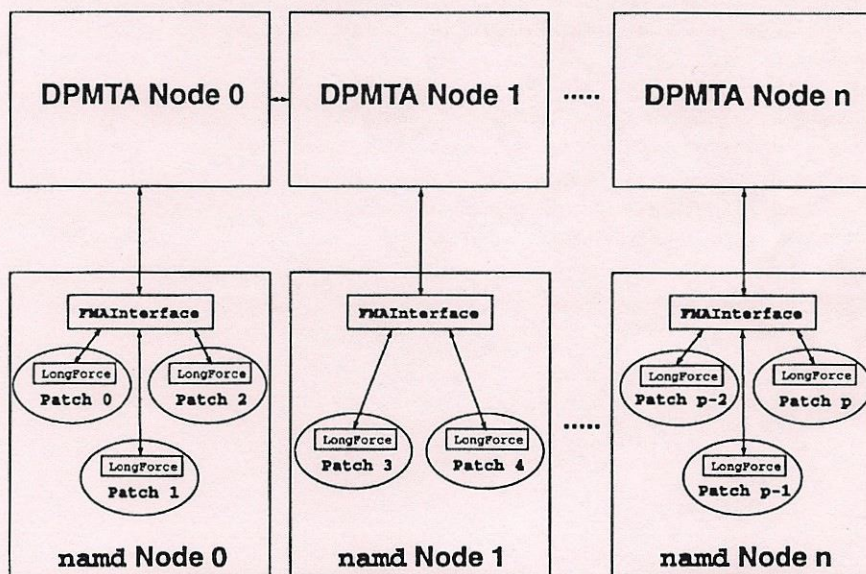 DPMTA Node 0
DPMTA Node 1
.....
DPMTA Node n
FMAInterface
FMAInterface
FMAInterface
LongForce
Patch 0
LongForce
Patch 2
LongForce
Patch 1
LongForce
Patch 3
LongForce
Patch 4
.....
LongForce
Patch p-2
LongForce
Patch p
LongForce
Patch p-1
namd Node 0
namd Node 1
namd Node n